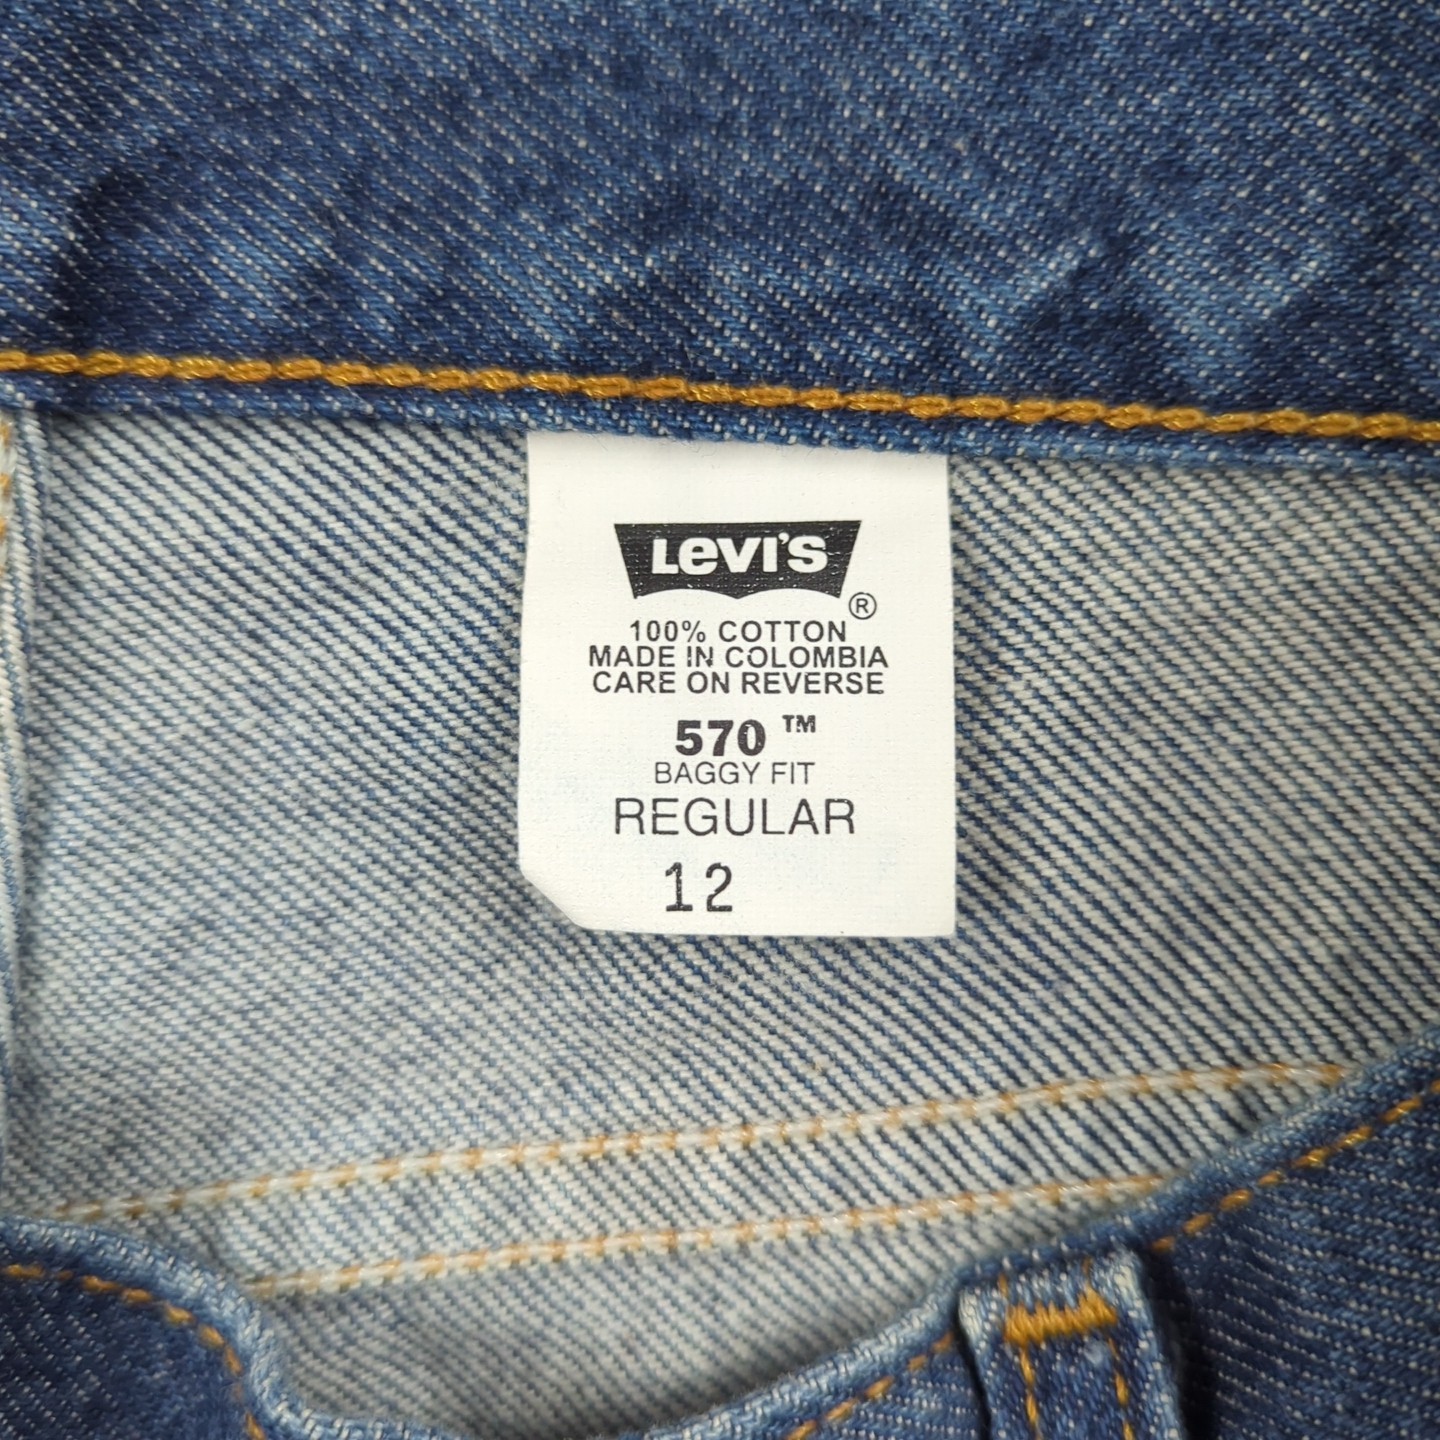 LEVI'S
®
100% COTTON
MADE IN COLOMBIA
CARE ON REVERSE
570 ™
BAGGY FIT
REGULAR
12